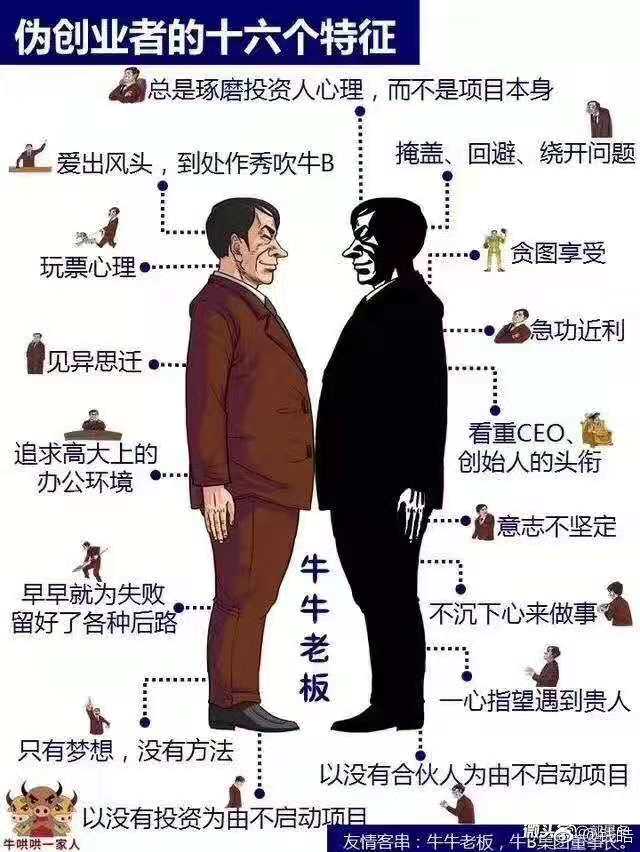 伪创业者的十六个特征
总是琢磨投资人心理，而不是项目本身
爱出风头，到处作秀吹牛B
掩盖、回避、绕开问题
玩票心理
贪图享受
急功近利
见异思迁
看重CEO、
创始人的头衔
追求高大上的
办公环境
意志不坚定
早早就为失败
留好了各种后路
不沉下心来做事
牛牛老板
一心指望遇到贵人
只有梦想，没有方法
以没有合伙人为由不启动项目
以没有投资为由不启动项目
牛哄哄一家人
友情客串：牛牛老板，牛B集团董事长。